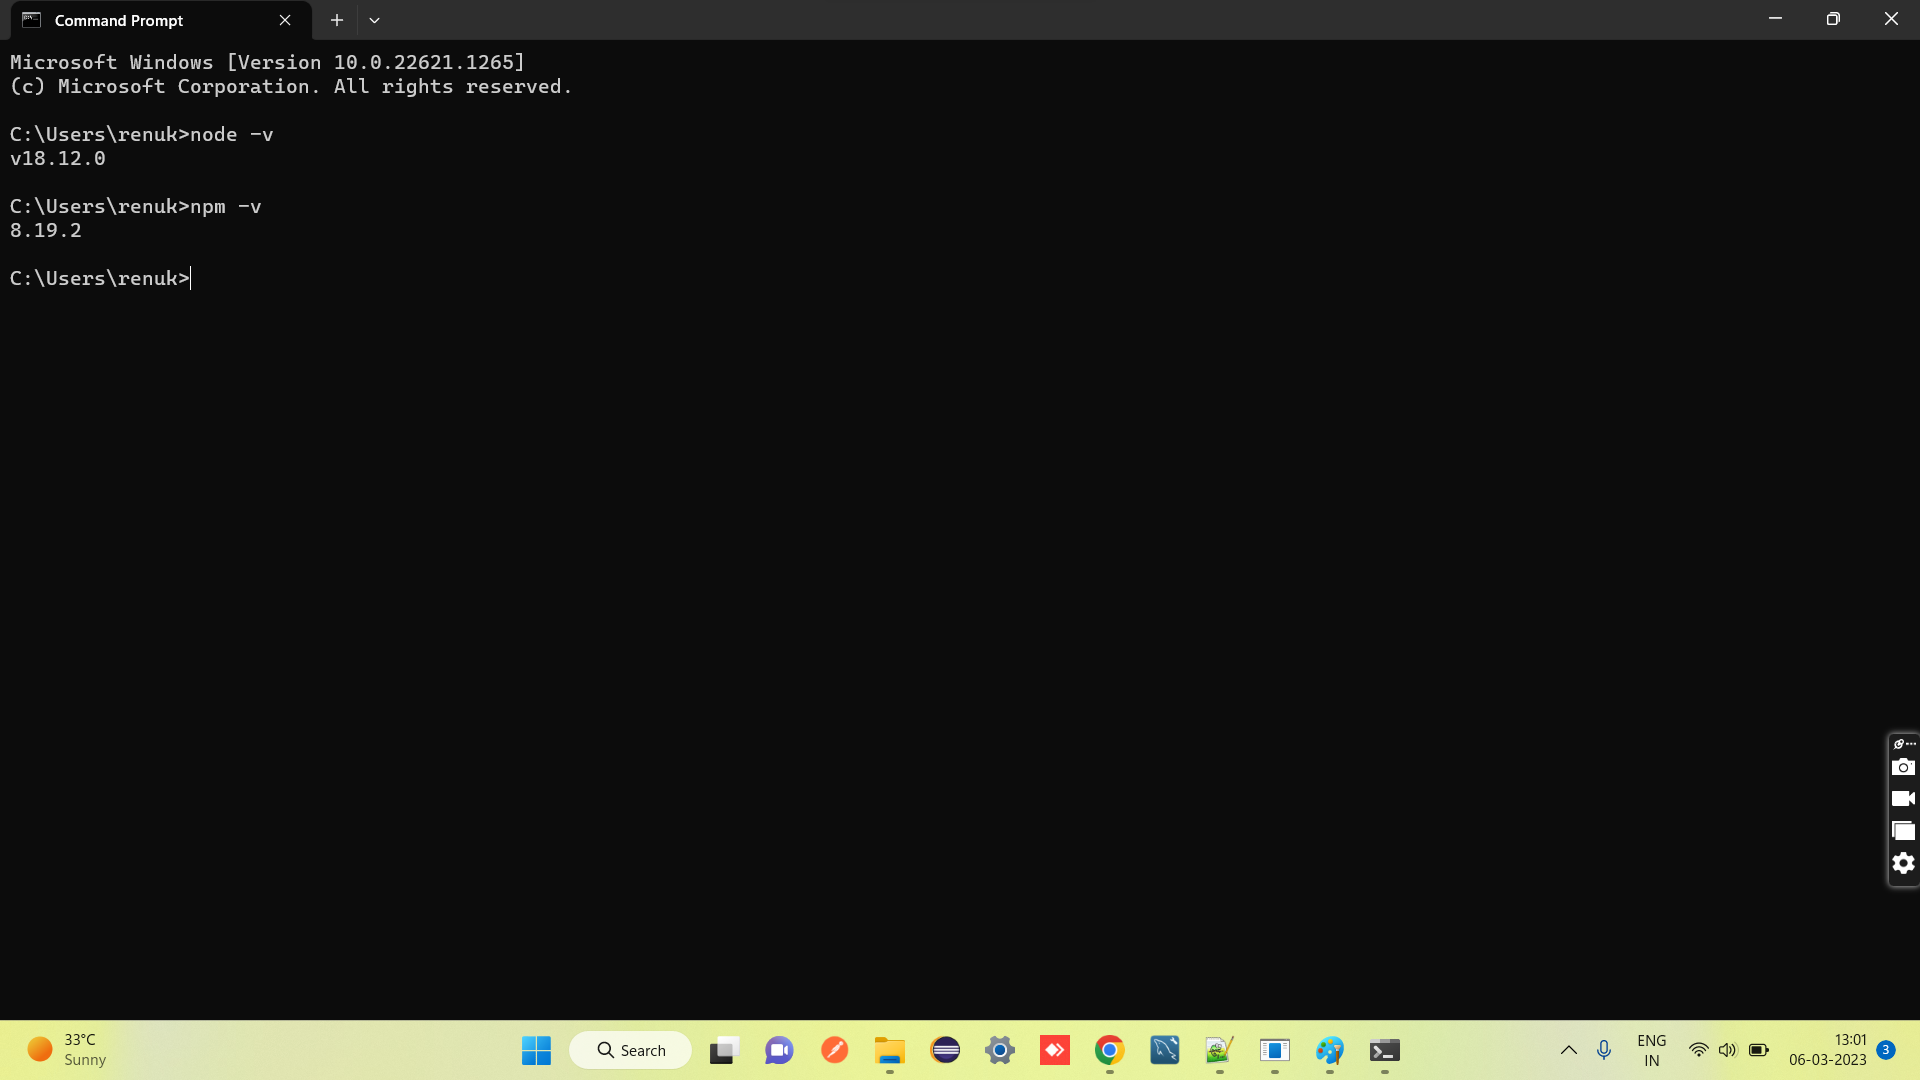 Command Prompt
Microsoft Windows [Version 10.0.22621.1265]
(c) Microsoft Corporation. All rights reserved.
C:\Users\renuk>node -v
v18.12.0
C:\Users\renuk>npm -v
8.19.2
C:\Users\renuk>
33°C
Sunny
Search
ENG
IN
13:01
06-03-2023
3